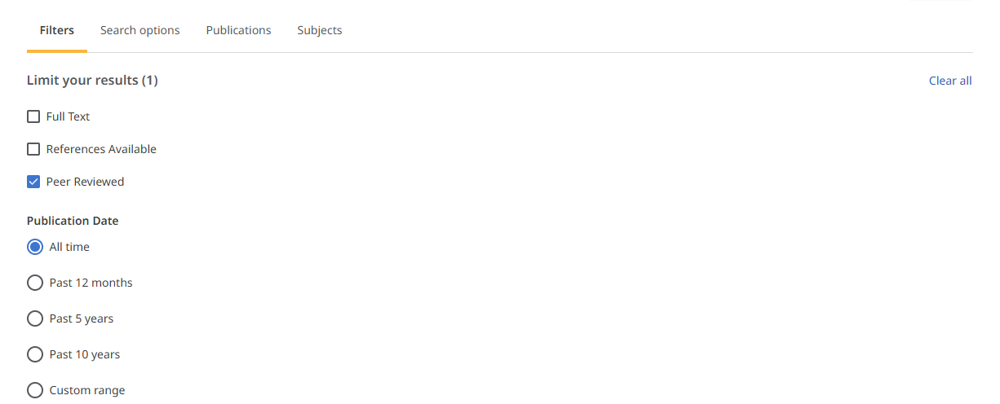 Filters Search options Publications Subjects
Limit your results (1) Clear all
Full Text
References Available
Peer Reviewed
Publication Date
All time
Past 12 months
Past 5 years
Past 10 years
Custom range